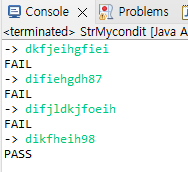 Console Problems
<terminated> StrMycondit [Java A
-> dkfjeihgfiei
FAIL
-> difiehgdh87
FAIL
-> difjldkjfoeih
FAIL
-> dikfheih98
PASS